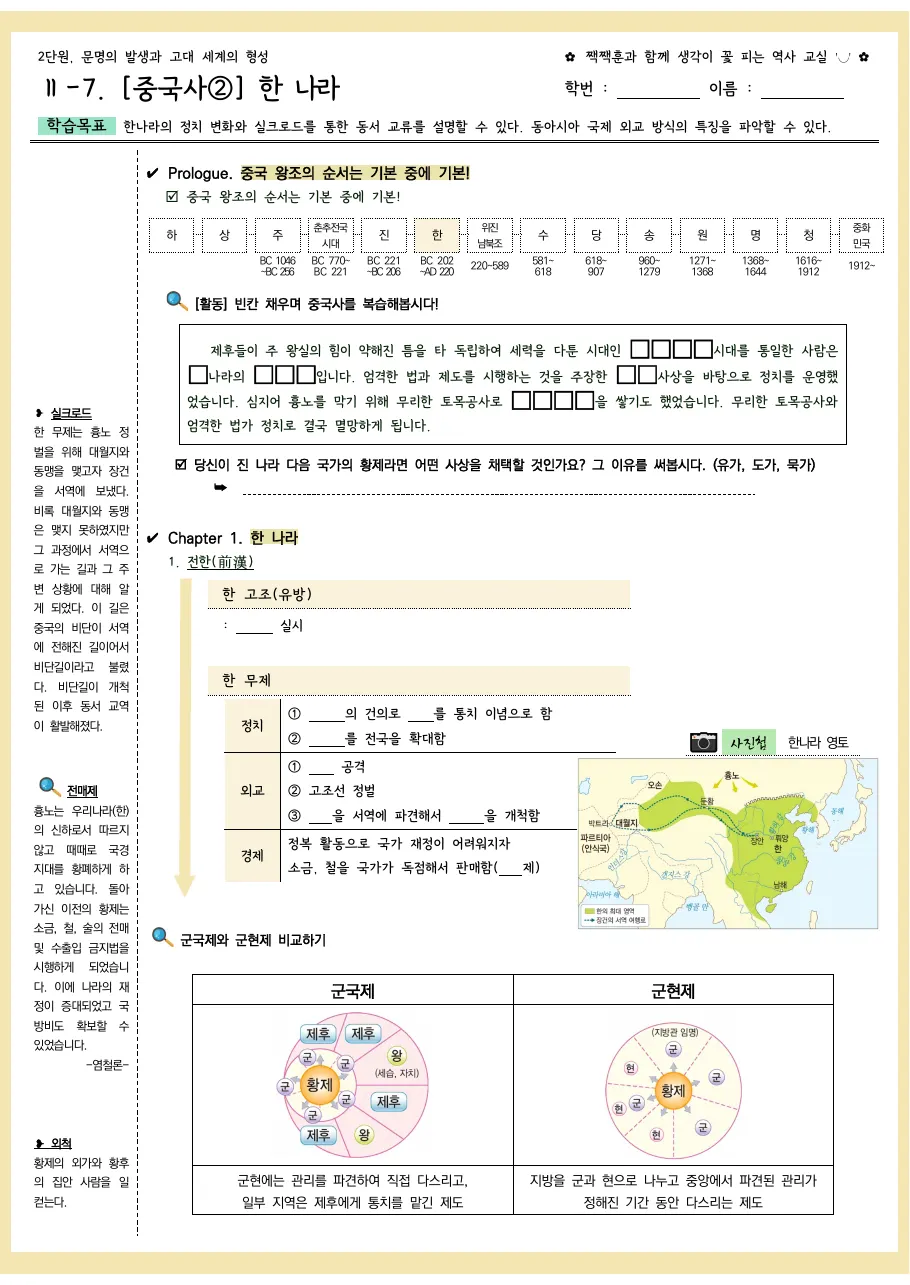 2단원, 문명의 발생과 고대 세계의 형성
✿ 짹짹훈과 함께 생각이 꽃 피는 역사 교실 '◡' ✿
Ⅱ-7. [중국사②] 한 나라
학번 : ________ 이름 : ________
학습목표 한나라의 정치 변화와 실크로드를 통한 동서 교류를 설명할 수 있다. 동아시아 국제 외교 방식의 특징을 파악할 수 있다.
✔ Prologue. 중국 왕조의 순서는 기본 중에 기본!
☑ 중국 왕조의 순서는 기본 중에 기본!
하
상
주
춘추전국
시대
진
한
위진
남북조
수
당
송
원
명
청
중화
민국
BC 1046
~BC 256
BC 770~
BC 221
BC 221
~BC 206
BC 202
~AD 220
220~589
581~
618
618~
907
960~
1279
1271~
1368
1368~
1644
1616~
1912
1912~
[활동] 빈칸 채우며 중국사를 복습해봅시다!
제후들이 주 왕실의 힘이 약해진 틈을 타 독립하여 세력을 다툰 시대인 □□□□시대를 통일한 사람은
□나라의 □□□입니다. 엄격한 법과 제도를 시행하는 것을 주장한 □□사상을 바탕으로 정치를 운영했
었습니다. 심지어 흉노를 막기 위해 무리한 토목공사로 □□□□을 쌓기도 했었습니다. 무리한 토목공사와
엄격한 법가 정치로 결국 멸망하게 됩니다.
☑ 당신이 진 나라 다음 국가의 황제라면 어떤 사상을 채택할 것인가요? 그 이유를 써봅시다. (유가, 도가, 묵가)
➥
❥ 실크로드
한 무제는 흉노 정
벌을 위해 대월지와
동맹을 맺고자 장건
을 서역에 보냈다.
비록 대월지와 동맹
은 맺지 못하였지만
그 과정에서 서역으
로 가는 길과 그 주
변 상황에 대해 알
게 되었다. 이 길은
중국의 비단이 서역
에 전해진 길이어서
비단길이라고 불렸
다. 비단길이 개척
된 이후 동서 교역
이 활발해졌다.
전매제
흉노는 우리나라(한)
의 신하로서 따르지
않고 때때로 국경
지대를 황폐하게 하
고 있습니다. 돌아
가신 이전의 황제는
소금, 철, 술의 전매
및 수출입 금지법을
시행하게 되었습니
다. 이에 나라의 재
정이 증대되었고 국
방비도 확보할 수
있었습니다.
-염철론-
❥ 외척
황제의 외가와 황후
의 집안 사람을 일
컫는다.
✔ Chapter 1. 한 나라
1. 전한(前漢)
한 고조(유방)
: _____ 실시
한 무제
정치
① _____의 건의로 ___를 통치 이념으로 함
② _____를 전국을 확대함
외교
① ___ 공격
② 고조선 정벌
③ ___을 서역에 파견해서 _____을 개척함
경제
정복 활동으로 국가 재정이 어려워지자
소금, 철을 국가가 독점해서 판매함(___제)
사진첩 한나라 영토
오손
흉노
둔황
박트리아
대월지
파르티아
(안식국)
장안
뤄양
한
남해
동해
황해
인더스강
갠지스 강
아라비아 해
벵골 만
한의 최대 영역
장건의 서역 여행로
군국제와 군현제 비교하기
군국제
군현제
제후
제후
왕
(세습, 자치)
제후
왕
제후
군
군
군
군
군
황제
(지방관 임명)
군
현
군
군
현
현
군
황제
군현에는 관리를 파견하여 직접 다스리고,
일부 지역은 제후에게 통치를 맡긴 제도
지방을 군과 현으로 나누고 중앙에서 파견된 관리가
정해진 기간 동안 다스리는 제도